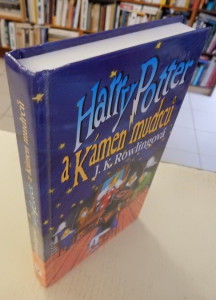 Harry Potter
a Kámen mudrců
J. K. Rowlingová